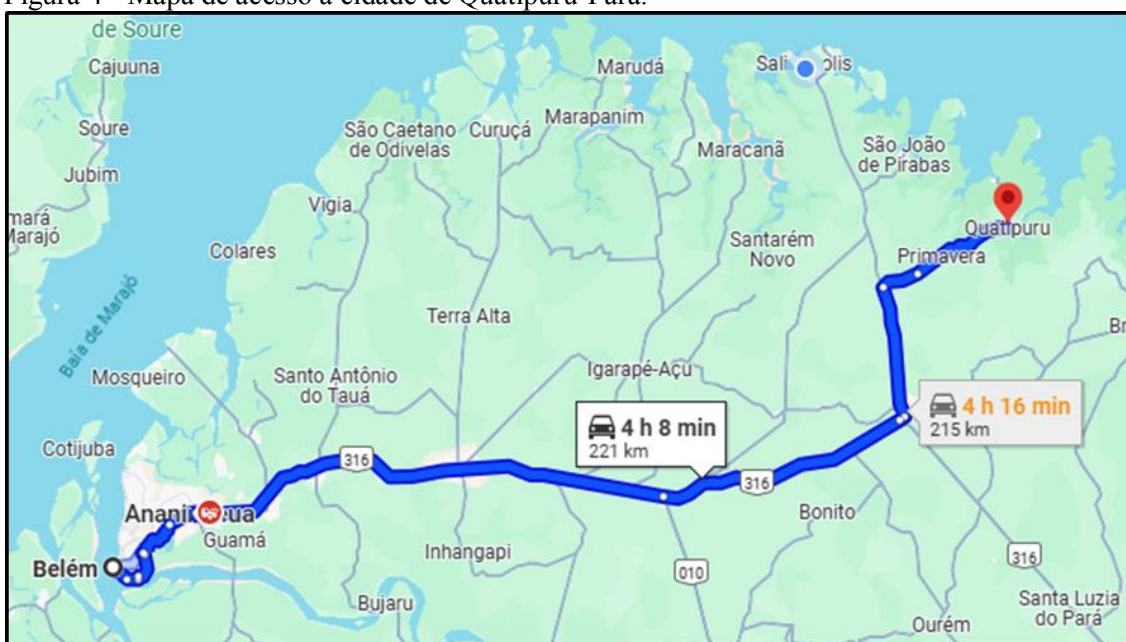 Figura 4 - Mapa de acesso à cidade de Quatipuru-Pará.
de Soure
Cajuuna
Marudá
Soure
São Caetano
de Odivelas
Curuçá
Marapanim
São João
de Pirabas
Maracanã
Jubim
Vigia
mará
Marajó
Colares
Quatipuru
Santarém
Novo
Primavera
Baía de Marajó
Terra Alta
Mosqueiro
Santo Antônio
do Tauá
Igarapé-Açu
4 h 16 min
215 km
4 h 8 min
221 km
Cotijuba
316
316
Bonito
Guamá
Inhangapi
316
Belém
010
Bujaru
Santa Luzia
do Pará
Ourém